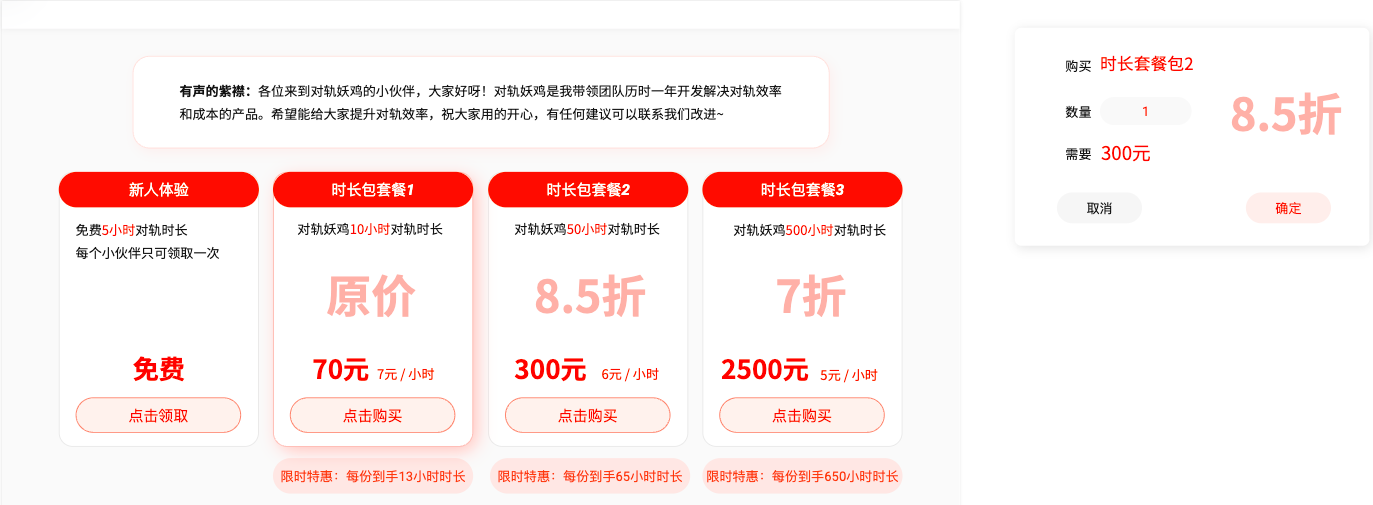 有声的紫襟：各位来到对轨妖鸡的小伙伴，大家好呀！对轨妖鸡是我带领团队历时一年开发解决对轨效率
和成本的产品。希望能给大家提升对轨效率，祝大家用的开心，有任何建议可以联系我们改进~
新人体验
免费5小时对轨时长
每个小伙伴只可领取一次
免费
点击领取
时长包套餐1
对轨妖鸡10小时对轨时长
原价
70元 7元 / 小时
点击购买
限时特惠：每份到手13小时时长
时长包套餐2
对轨妖鸡50小时对轨时长
8.5折
300元 6元 / 小时
点击购买
限时特惠：每份到手65小时时长
时长包套餐3
对轨妖鸡500小时对轨时长
7折
2500元 5元 / 小时
点击购买
限时特惠：每份到手650小时时长
购买 时长套餐包2
数量 1
8.5折
需要 300元
取消 确定